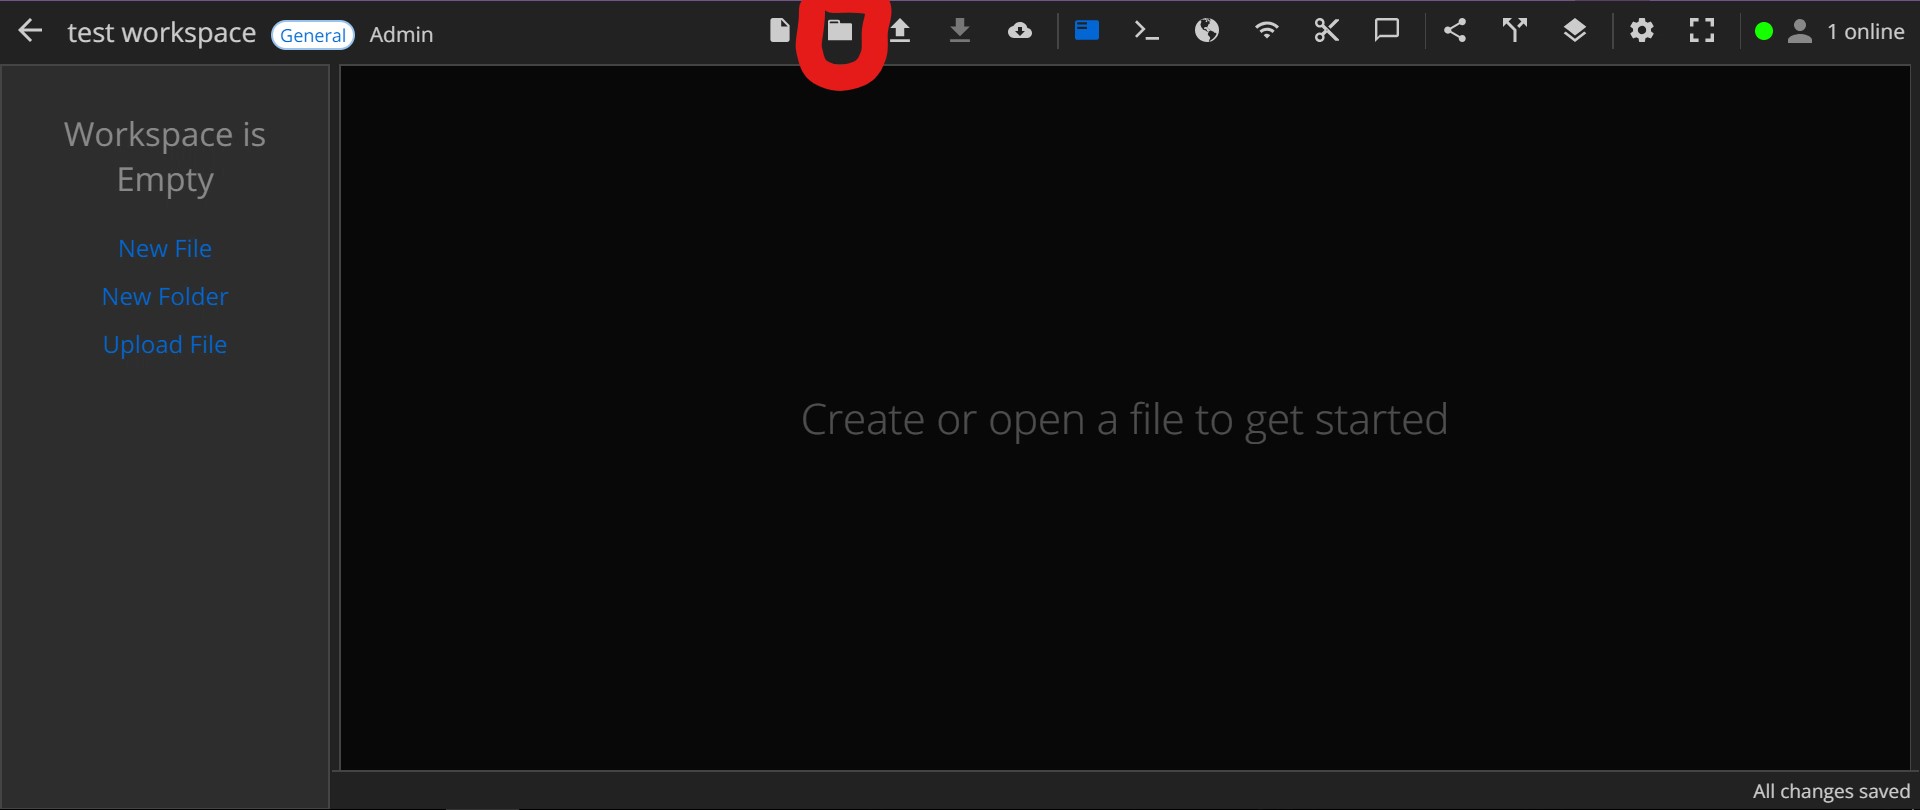 test workspace General Admin 1 online
Workspace is
Empty
New File
New Folder
Upload File
Create or open a file to get started
All changes saved